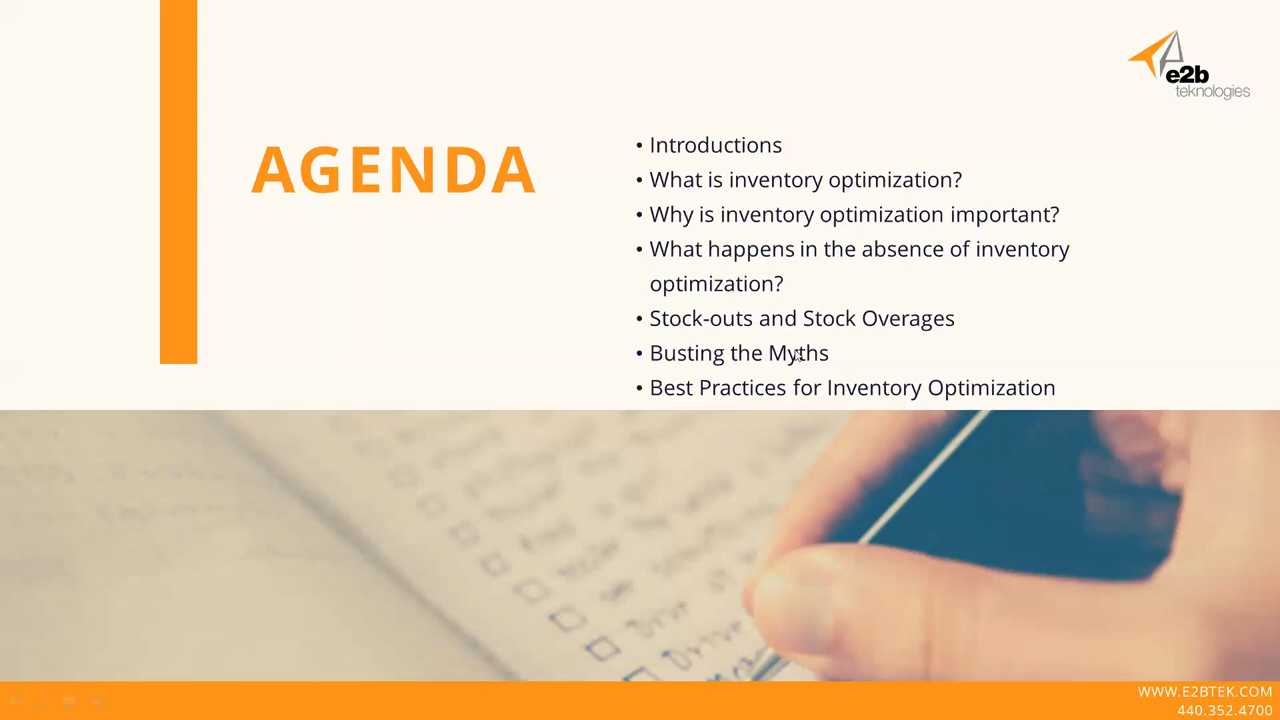 e2b
teknologies
AGENDA
• Introductions
• What is inventory optimization?
• Why is inventory optimization important?
• What happens in the absence of inventory
optimization?
• Stock-outs and Stock Overages
• Busting the Myths
• Best Practices for Inventory Optimization
Drive
WWW.E2BTEK.COM
440.352.4700